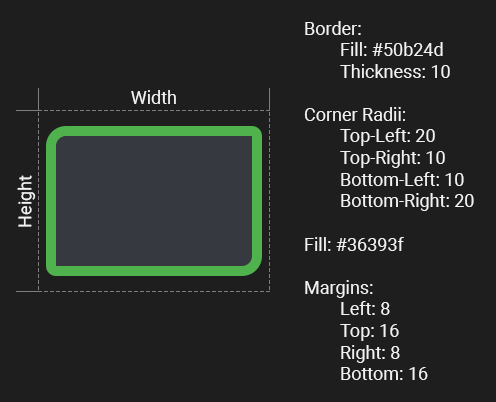 Width
Height
Border:
Fill: #50b24d
Thickness: 10
Corner Radii:
Top-Left: 20
Top-Right: 10
Bottom-Left: 10
Bottom-Right: 20
Fill: #36393f
Margins:
Left: 8
Top: 16
Right: 8
Bottom: 16